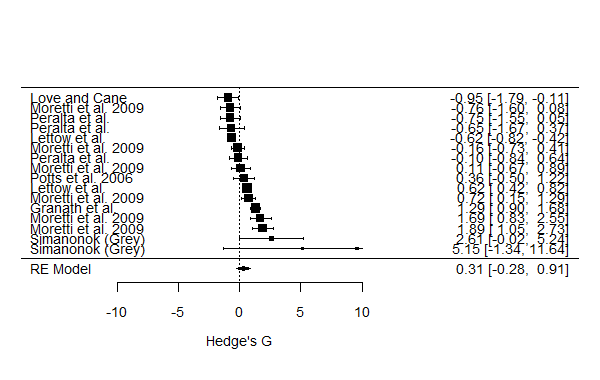 Love and Cane -0.95 [-1.79, -0.11]
Moretti et al. 2009 -0.76 [-1.60, 0.08]
Peralta et al. -0.75 [-1.55, 0.05]
Peralta et al. -0.65 [-1.67, 0.37]
Lettow et al. -0.62 [-0.82, -0.42]
Moretti et al. 2009 -0.16 [-0.73, 0.41]
Peralta et al. -0.10 [-0.84, 0.64]
Moretti et al. 2009 0.11 [-0.67, 0.89]
Potts et al. 2006 0.36 [-0.50, 1.22]
Lettow et al. 0.62 [0.42, 0.82]
Moretti et al. 2009 0.72 [0.15, 1.29]
Granath et al. 1.29 [0.90, 1.68]
Moretti et al. 2009 1.69 [0.83, 2.55]
Moretti et al. 2009 1.89 [1.05, 2.73]
Simanonok (Grey) 2.61 [-0.02, 5.24]
Simanonok (Grey) 5.15 [-1.34, 11.64]
RE Model 0.31 [-0.28, 0.91]
-10 -5 0 5 10
Hedge's G